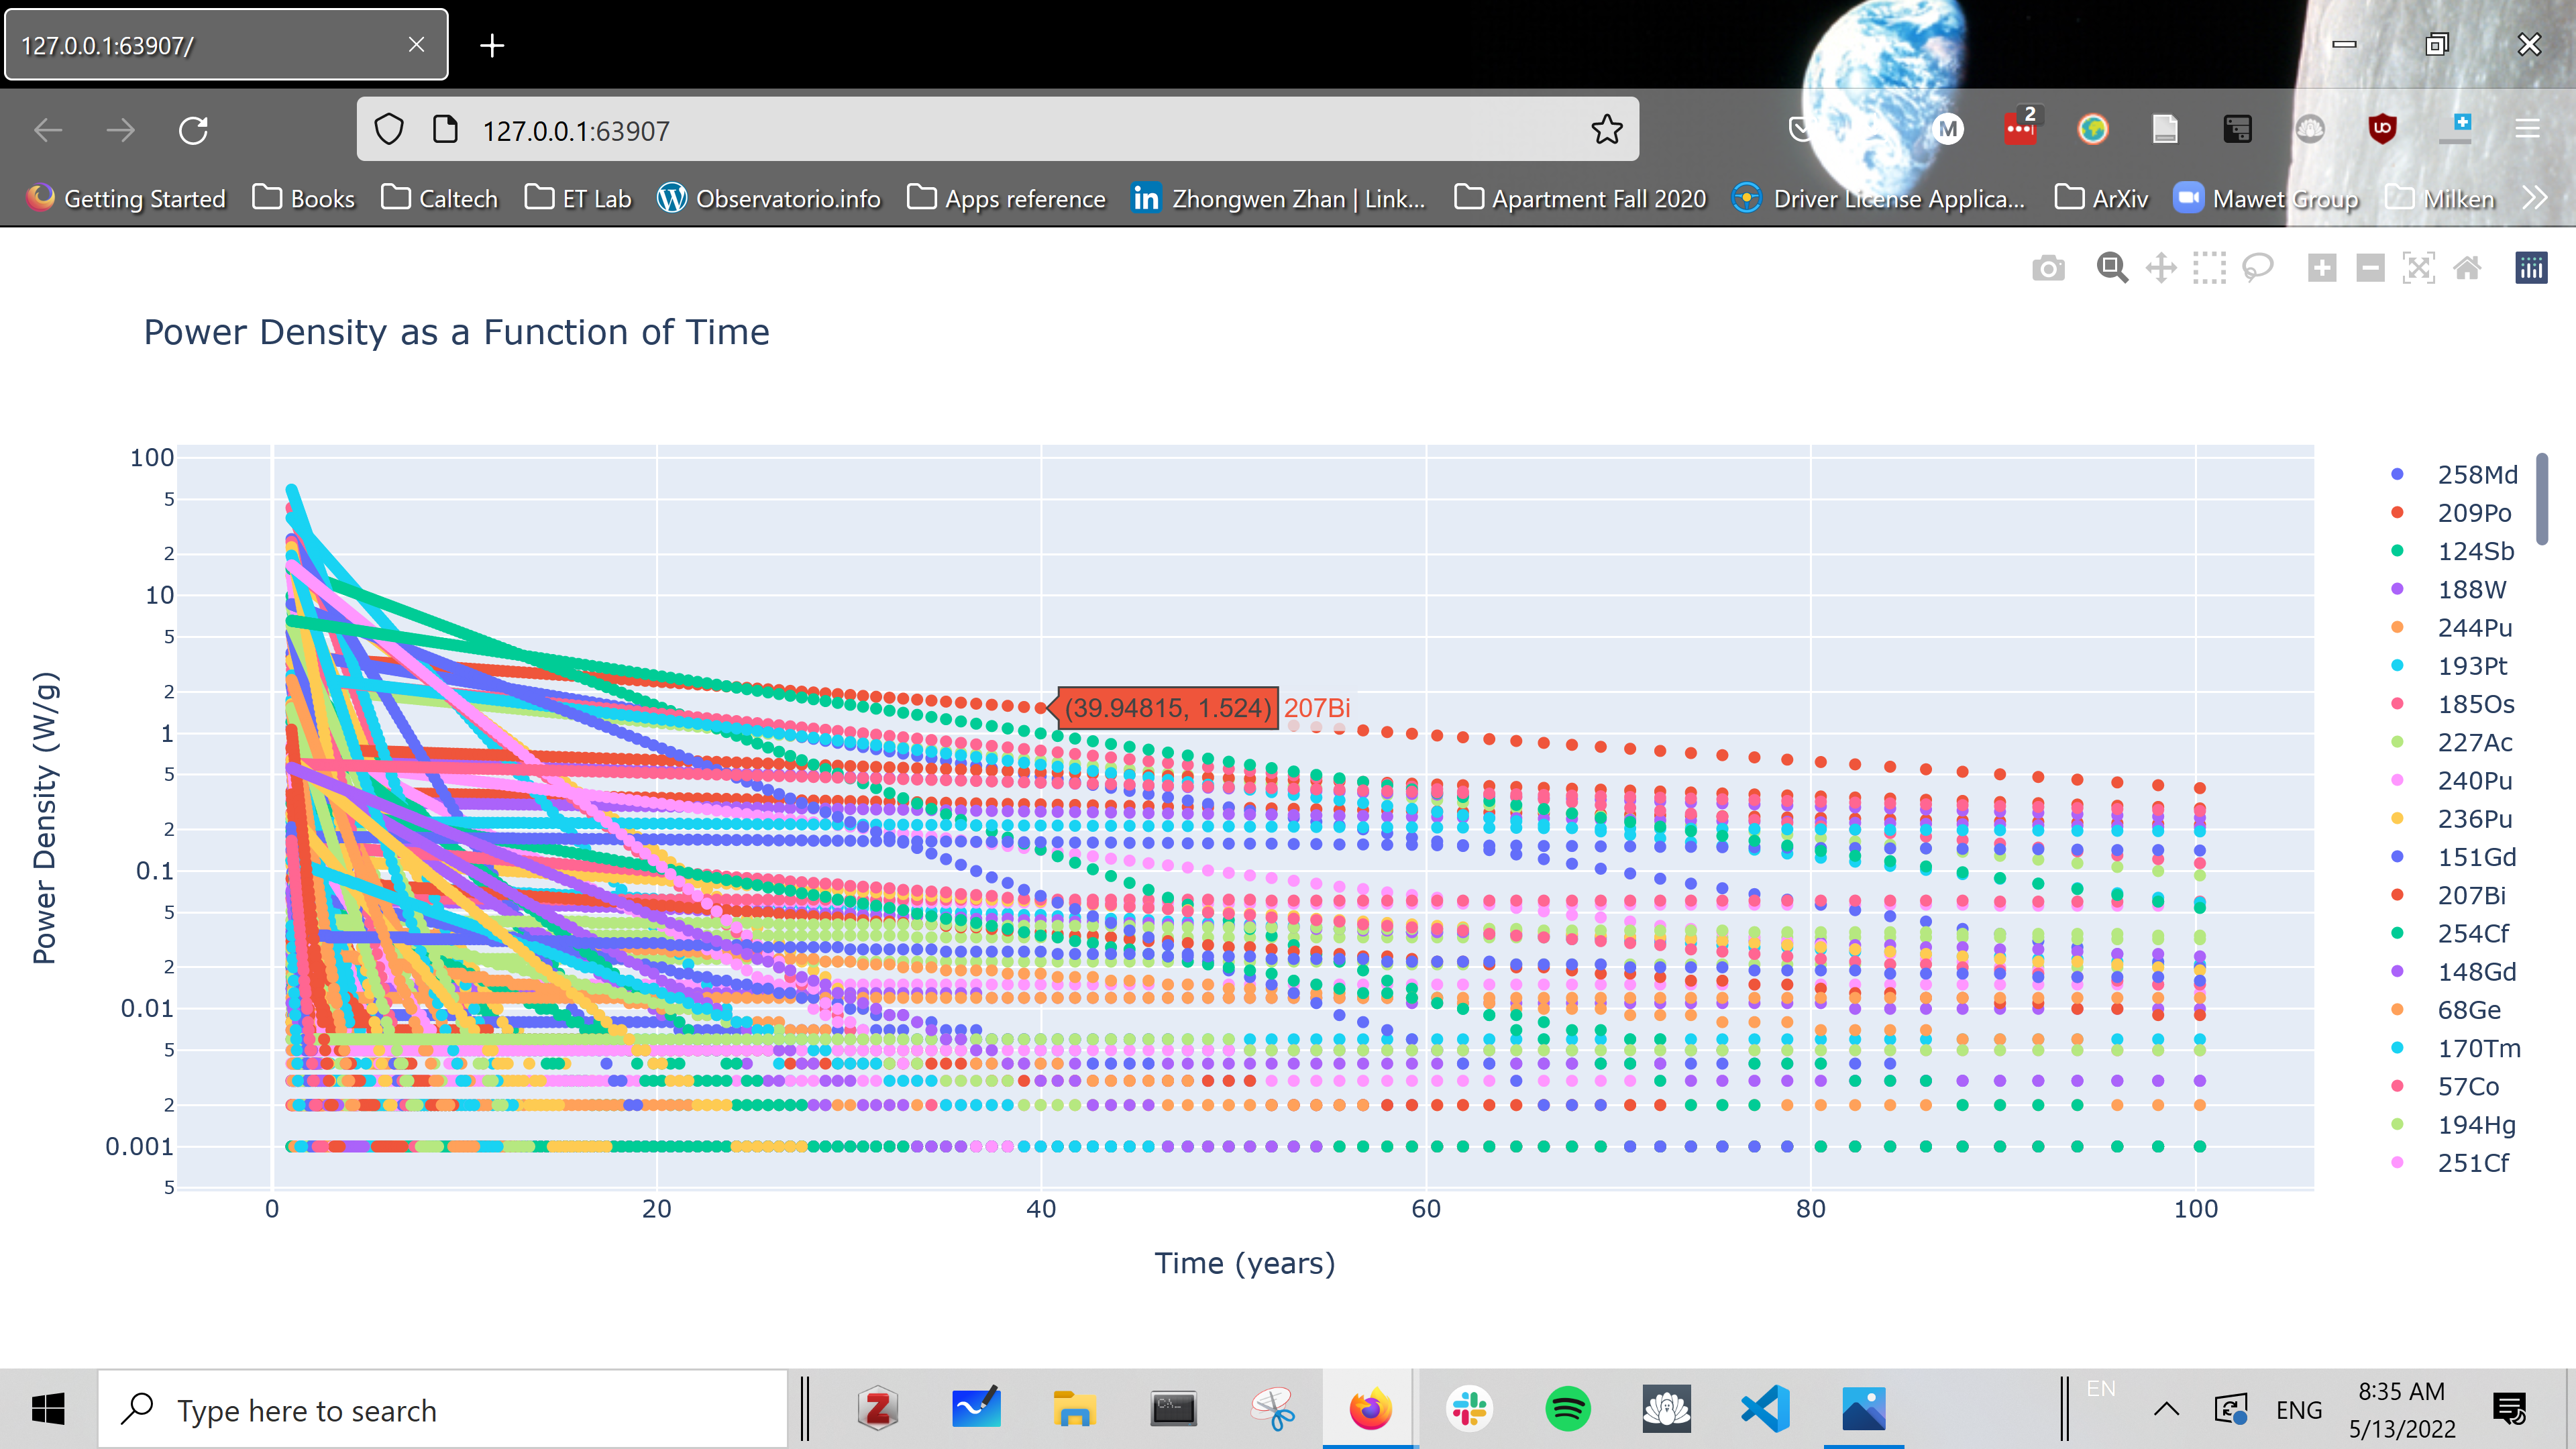 127.0.0.1:63907/
127.0.0.1:63907
M
2
Getting Started Books Caltech ET Lab Observatorio.info Apps reference Zhongwen Zhan | Link... Apartment Fall 2020 Driver License Applica... ArXiv Mawet Group Milken
Power Density as a Function of Time
100
5
2
10
5
2
1
5
2
0.1
5
2
0.01
5
2
0.001
5
Power Density (W/g)
(39.94815, 1.524) 207Bi
0 20 40 60 80 100
Time (years)
258Md
209Po
124Sb
188W
244Pu
193Pt
185Os
227Ac
240Pu
236Pu
151Gd
207Bi
254Cf
148Gd
68Ge
170Tm
57Co
194Hg
251Cf
Type here to search
Z
EN
ENG
8:35 AM
5/13/2022